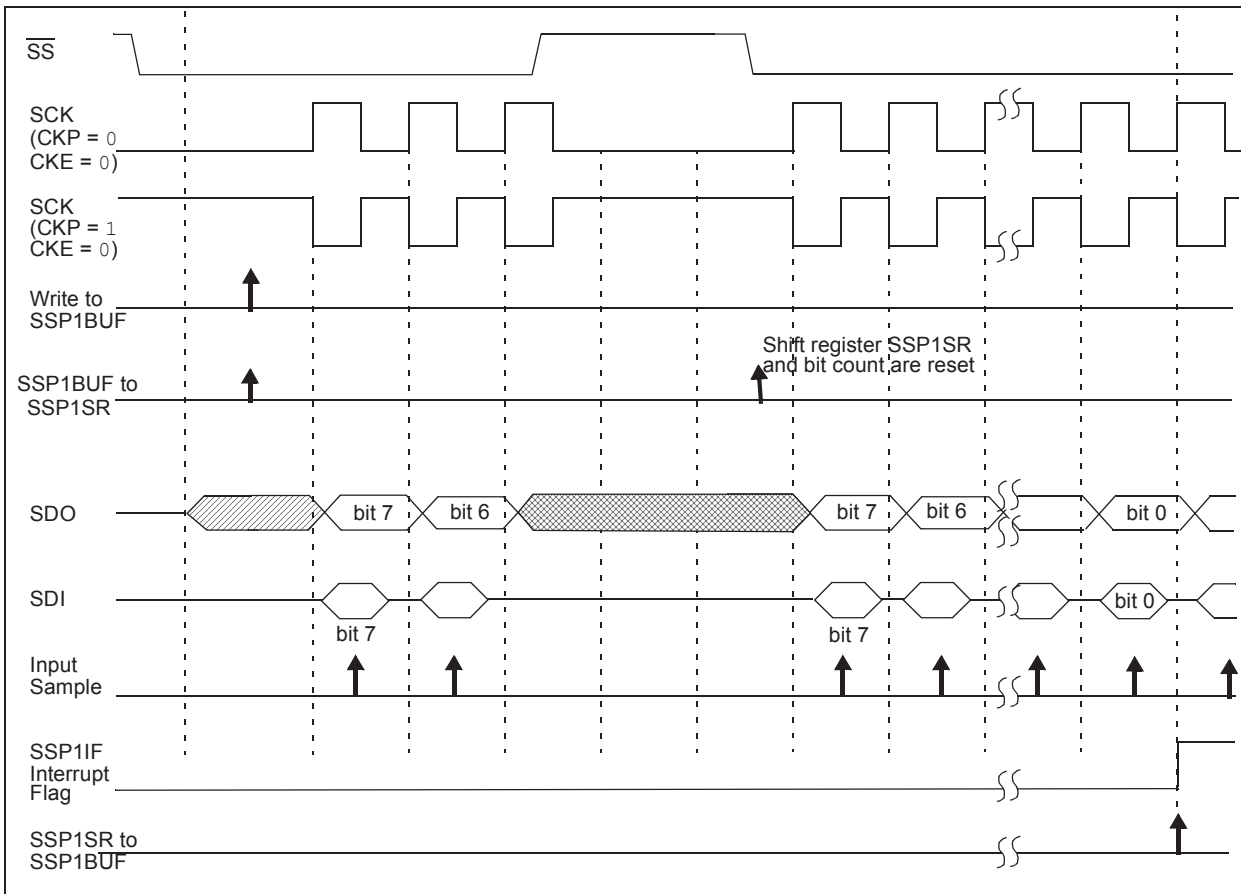 SS
SCK
(CKP = 0
CKE = 0)
SCK
(CKP = 1
CKE = 0)
Write to
SSP1BUF
Shift register SSP1SR
and bit count are reset
SSP1BUF to
SSP1SR
SDO
bit 7
bit 6
bit 7
bit 6
bit 0
SDI
bit 0
bit 7
bit 7
Input
Sample
SSP1IF
Interrupt
Flag
SSP1SR to
SSP1BUF